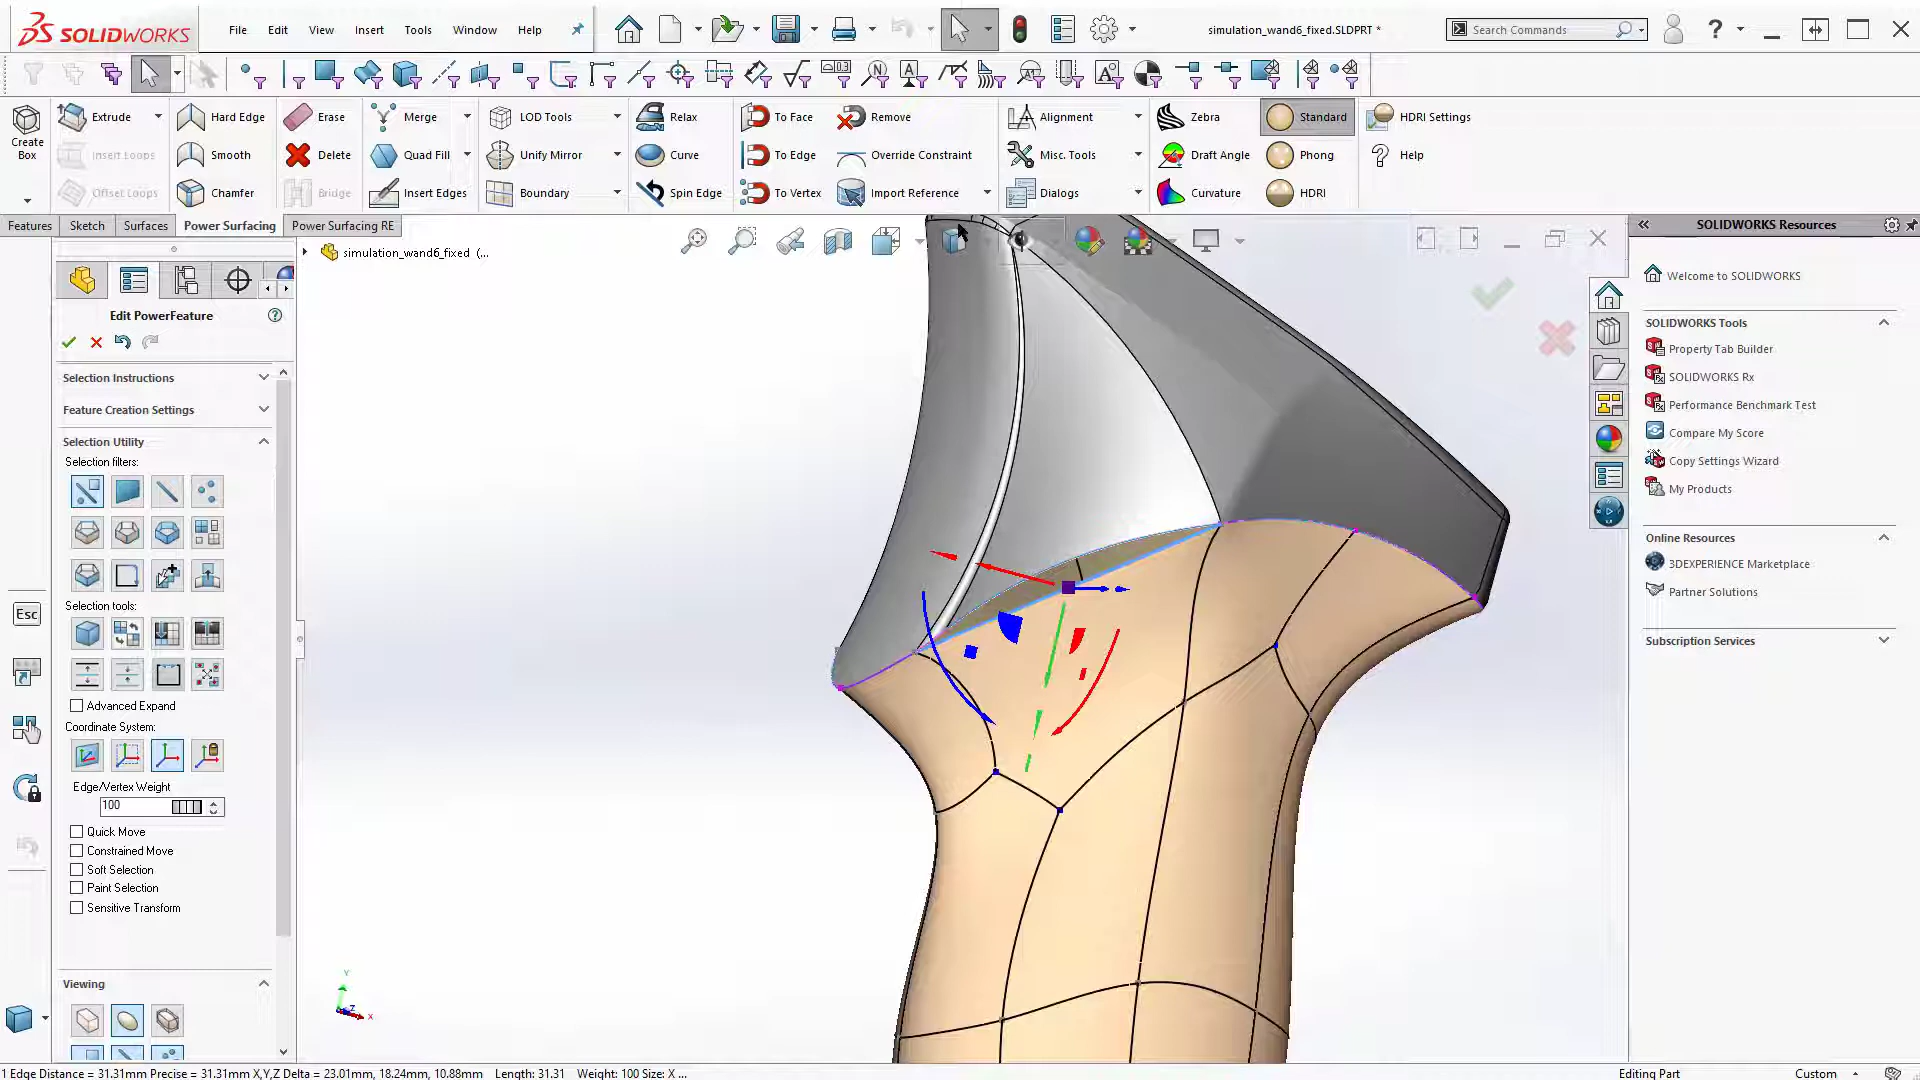 SOLIDWORKS File Edit View Insert Tools Window Help simulation_wand6_fixed.SLDPRT * Search Commands
Create Box
Extrude Hard Edge Erase Merge LOD Tools Relax To Face Remove Alignment Zebra Standard HDRI Settings
Insert Loops Smooth Delete Quad Fill Unify Mirror Curve To Edge Override Constraint Misc. Tools Draft Angle Phong Help
Offset Loops Chamfer Bridge Insert Edges Boundary Spin Edge To Vertex Import Reference Dialogs Curvature HDRI
Features Sketch Surfaces Power Surfacing Power Surfacing RE
simulation_wand6_fixed (...
Edit PowerFeature
Selection Instructions
Feature Creation Settings
Selection Utility
Selection filters:
Selection tools:
Advanced Expand
Coordinate System:
Edge/Vertex Weight
100
Quick Move
Constrained Move
Soft Selection
Paint Selection
Sensitive Transform
Viewing
Esc
Y
Z
X
SOLIDWORKS Resources
Welcome to SOLIDWORKS
SOLIDWORKS Tools
Property Tab Builder
SOLIDWORKS Rx
Performance Benchmark Test
Compare My Score
Copy Settings Wizard
My Products
Online Resources
3DEXPERIENCE Marketplace
Partner Solutions
Subscription Services
1 Edge Distance = 31.31mm Precise = 31.31mm X,Y,Z Delta = 23.01mm, 18.24mm, 10.88mm Length: 31.31 Weight: 100 Size: X ... Editing Part Custom